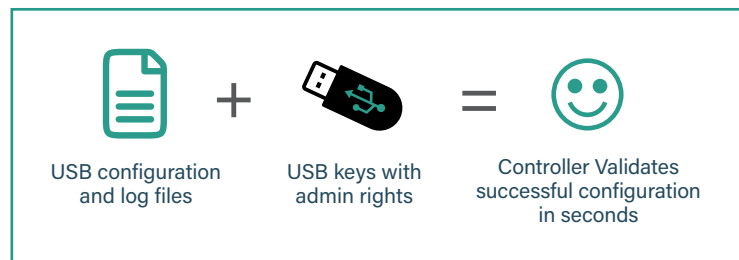 +
=
USB configuration
and log files
USB keys with
admin rights
Controller Validates
successful configuration
in seconds